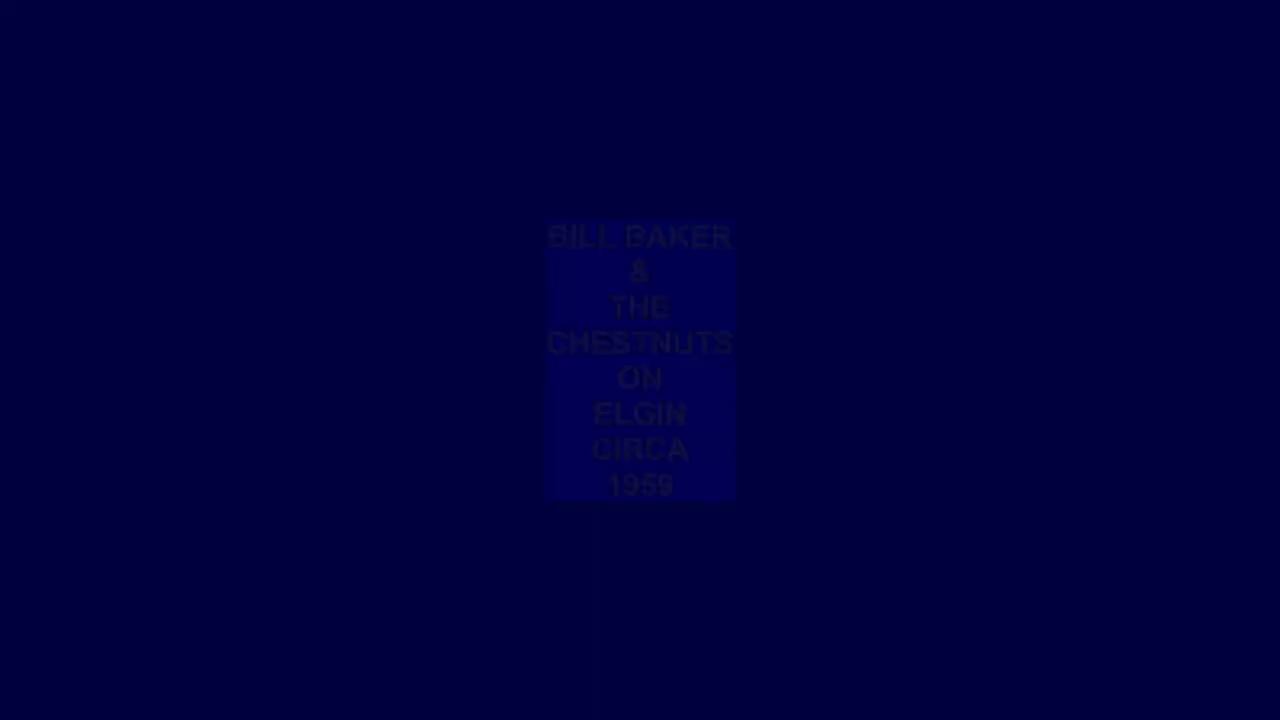 BILL BAKER
&
THE
CHESTNUTS
ON
ELGIN
CIRCA
1959